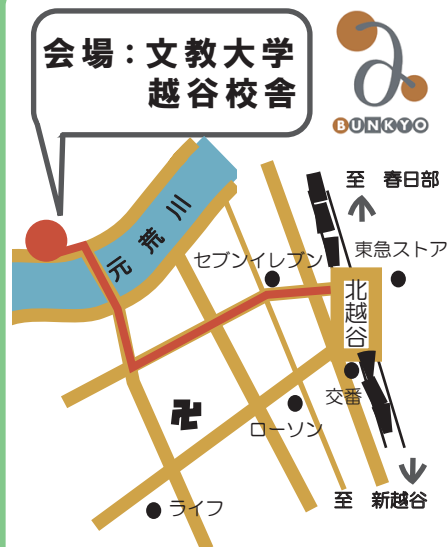 会場：文教大学
越谷校舎
BUNKYO
至 春日部
元荒川
東急ストア
セブンイレブン
北越谷
交番
ローソン
卍
至 新越谷
ライフ